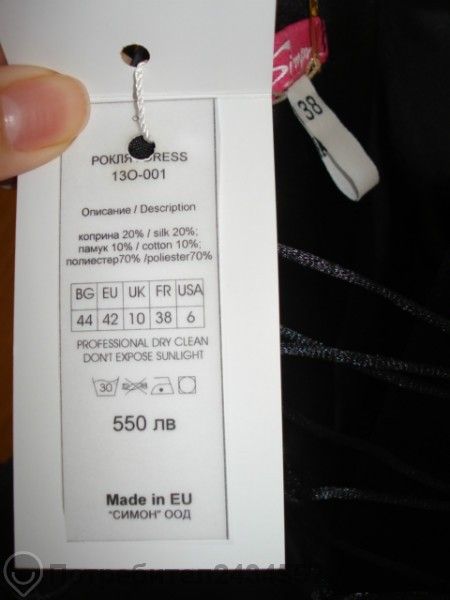 РОКЛЯ / DRESS
13O-001
Описание / Description
коприна 20% / silk 20%;
памук 10% / cotton 10%;
полиестер70% /poliester70%
BG EU UK FR USA
44 42 10 38 6
PROFESSIONAL DRY CLEAN
DON'T EXPOSE SUNLIGHT
30
550 лв
Made in EU
"СИМОН" ООД
38